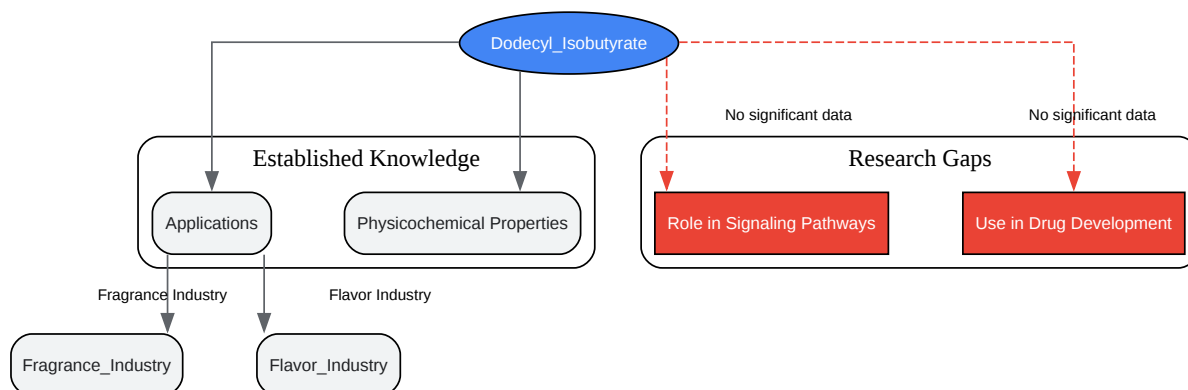 Dodecyl_Isobutyrate
No significant data
No significant data
Established Knowledge
Research Gaps
Applications
Physicochemical Properties
Role in Signaling Pathways
Use in Drug Development
Fragrance Industry
Flavor Industry
Fragrance_Industry
Flavor_Industry